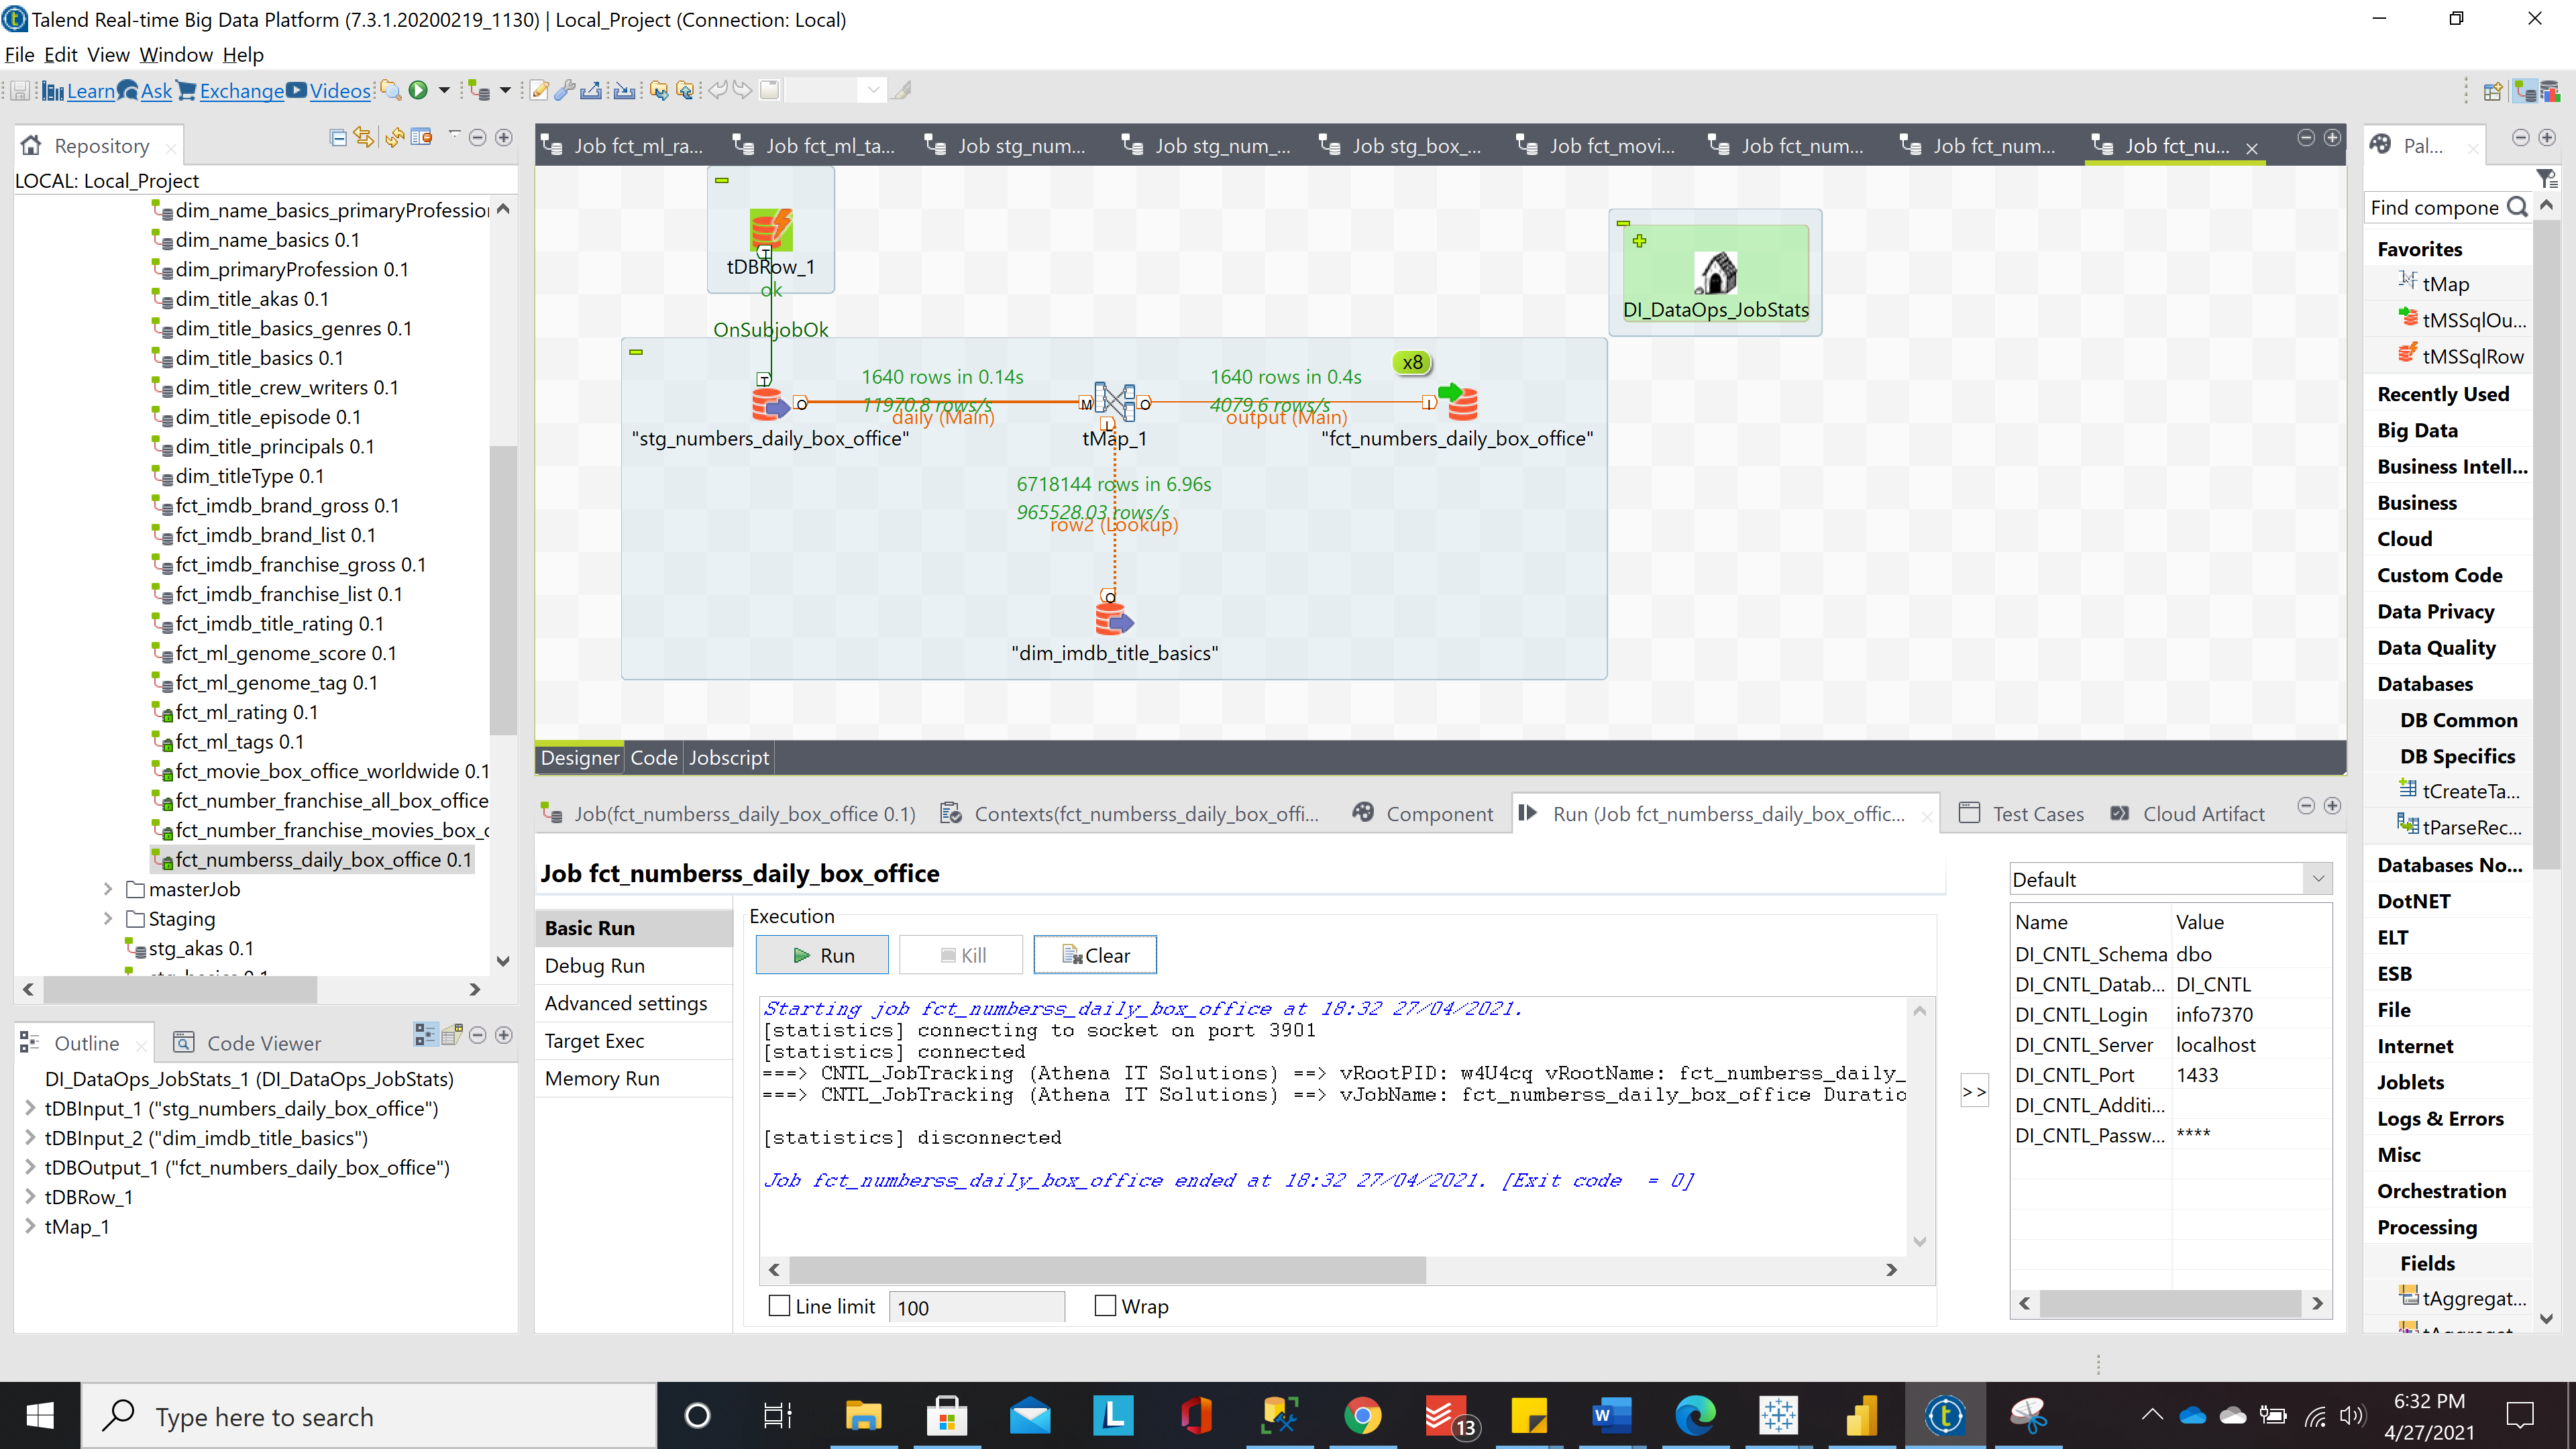 Talend Real-time Big Data Platform (7.3.1.20200219_1130) | Local_Project (Connection: Local)
File Edit View Window Help
Learn Ask Exchange Videos
Repository
LOCAL: Local_Project
dim_name_basics_primaryProfession
dim_name_basics 0.1
dim_primaryProfession 0.1
dim_title_akas 0.1
dim_title_basics_genres 0.1
dim_title_basics 0.1
dim_title_crew_writers 0.1
dim_title_episode 0.1
dim_title_principals 0.1
dim_titleType 0.1
fct_imdb_brand_gross 0.1
fct_imdb_brand_list 0.1
fct_imdb_franchise_gross 0.1
fct_imdb_franchise_list 0.1
fct_imdb_title_rating 0.1
fct_ml_genome_score 0.1
fct_ml_genome_tag 0.1
fct_ml_rating 0.1
fct_ml_tags 0.1
fct_movie_box_office_worldwide 0.1
fct_number_franchise_all_box_office
fct_number_franchise_movies_box_o
fct_numberss_daily_box_office 0.1
masterJob
Staging
stg_akas 0.1
Outline Code Viewer
DI_DataOps_JobStats_1 (DI_DataOps_JobStats)
tDBInput_1 ("stg_numbers_daily_box_office")
tDBInput_2 ("dim_imdb_title_basics")
tDBOutput_1 ("fct_numbers_daily_box_office")
tDBRow_1
tMap_1
Job fct_ml_ra... Job fct_ml_ta... Job stg_num... Job stg_num_... Job stg_box_... Job fct_movi... Job fct_num... Job fct_num... Job fct_nu...
tDBRow_1
ok
OnSubjobOk
DI_DataOps_JobStats
x8
1640 rows in 0.14s
11970.8 rows/s
daily (Main)
1640 rows in 0.4s
4079.6 rows/s
output (Main)
"stg_numbers_daily_box_office"
tMap_1
"fct_numbers_daily_box_office"
6718144 rows in 6.96s
965528.03 rows/s
row2 (Lookup)
"dim_imdb_title_basics"
Designer Code Jobscript
Job(fct_numberss_daily_box_office 0.1) Contexts(fct_numberss_daily_box_offi... Component Run (Job fct_numberss_daily_box_offic... Test Cases Cloud Artifact
Job fct_numberss_daily_box_office
Basic Run
Debug Run
Advanced settings
Target Exec
Memory Run
Execution
Run Kill Clear
Starting job fct_numberss_daily_box_office at 18:32 27/04/2021.
[statistics] connecting to socket on port 3901
[statistics] connected
===> CNTL_JobTracking (Athena IT Solutions) ==> vRootPID: w4U4cq vRootName: fct_numberss_daily_
===> CNTL_JobTracking (Athena IT Solutions) ==> vJobName: fct_numberss_daily_box_office Duratio
[statistics] disconnected
Job fct_numberss_daily_box_office ended at 18:32 27/04/2021. [Exit code = 0]
Line limit 100 Wrap
>>
Default
Name Value
DI_CNTL_Schema dbo
DI_CNTL_Datab... DI_CNTL
DI_CNTL_Login info7370
DI_CNTL_Server localhost
DI_CNTL_Port 1433
DI_CNTL_Additi...
DI_CNTL_Passw... ****
Pal...
Find compone
Favorites
tMap
tMSSqlOu...
tMSSqlRow
Recently Used
Big Data
Business Intell...
Business
Cloud
Custom Code
Data Privacy
Data Quality
Databases
DB Common
DB Specifics
tCreateTa...
tParseRec...
Databases No...
DotNET
ELT
ESB
File
Internet
Joblets
Logs & Errors
Misc
Orchestration
Processing
Fields
tAggregat...
Type here to search
13
6:32 PM
4/27/2021